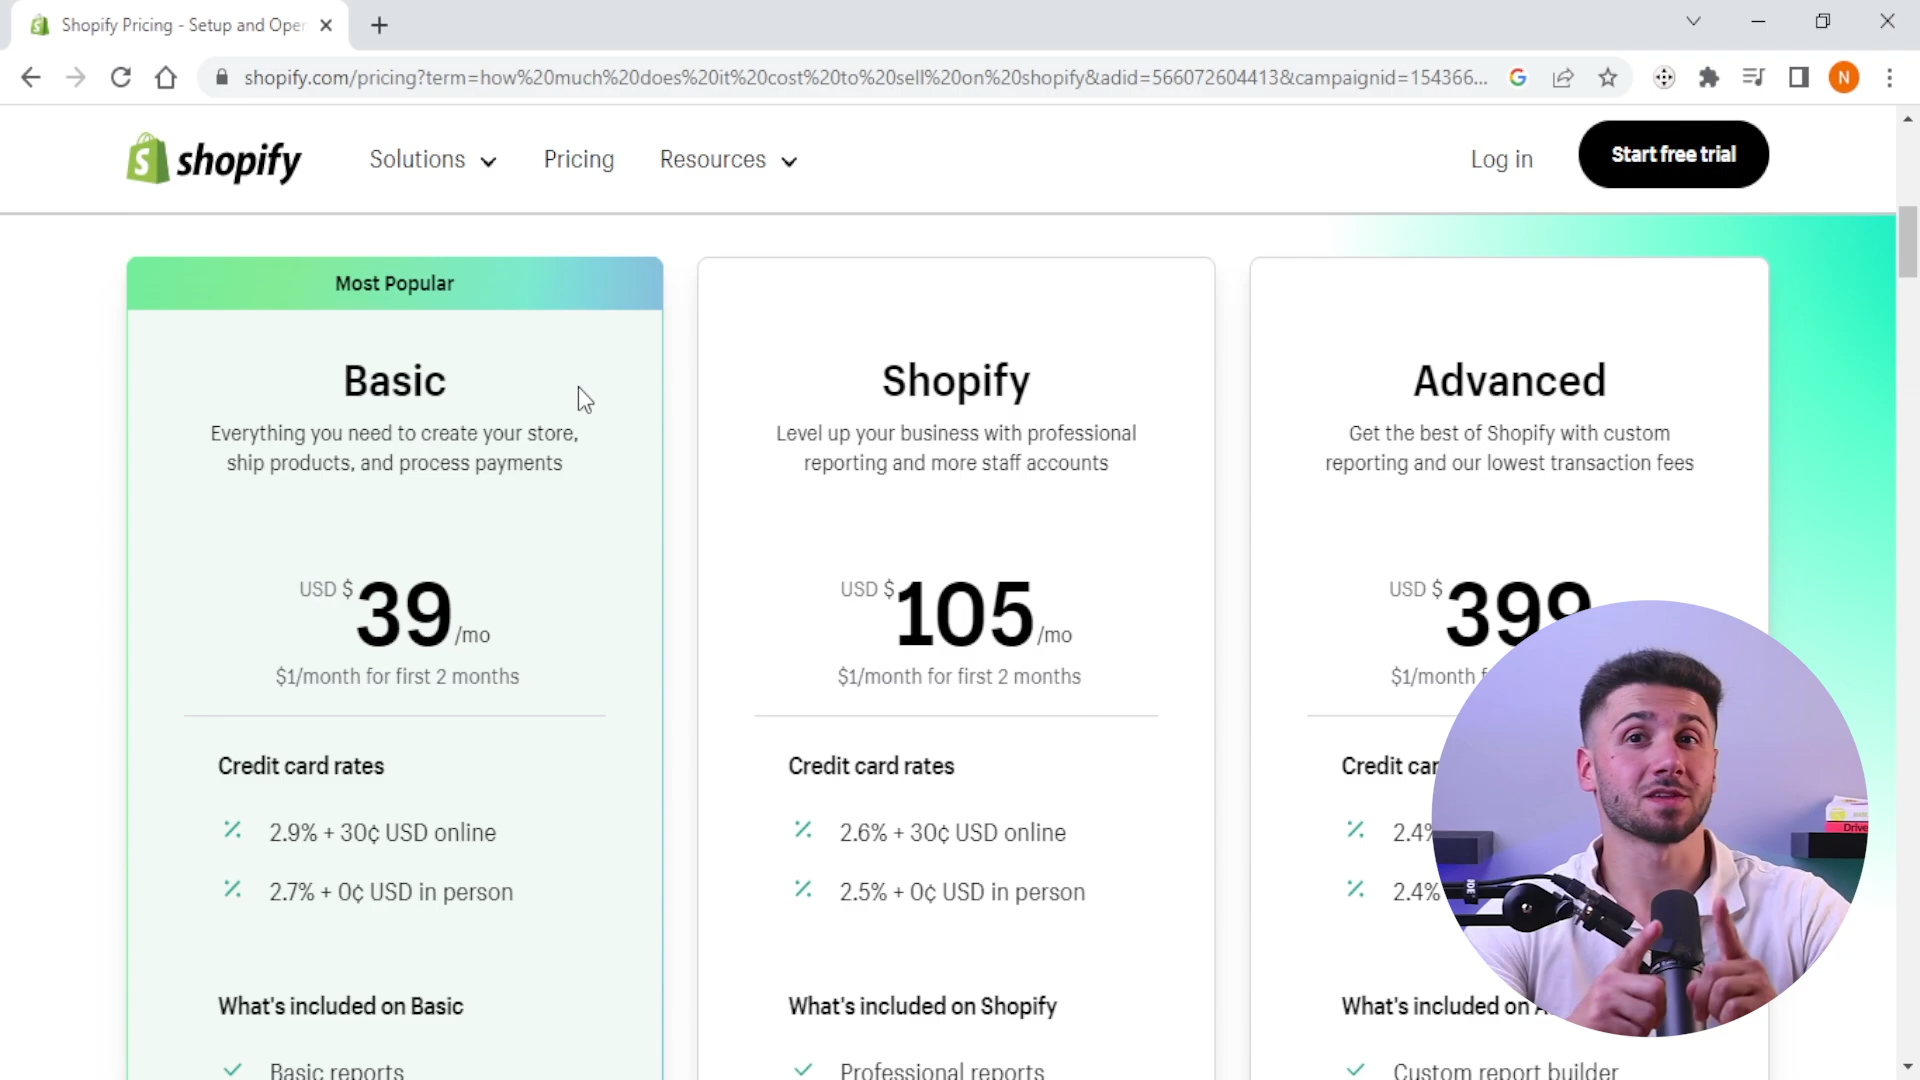 Shopify Pricing - Setup and Oper
shopify.com/pricing?term=how%20much%20does%20it%20cost%20to%20sell%20on%20shopify&adid=566072604413&campaignid=154366...
N
shopify
Solutions
Pricing
Resources
Log in
Start free trial
Most Popular
Basic
Everything you need to create your store,
ship products, and process payments
USD $39/mo
$1/month for first 2 months
Credit card rates
2.9% + 30¢ USD online
2.7% + 0¢ USD in person
What's included on Basic
Basic reports
Shopify
Level up your business with professional
reporting and more staff accounts
USD $105/mo
$1/month for first 2 months
Credit card rates
2.6% + 30¢ USD online
2.5% + 0¢ USD in person
What's included on Shopify
Professional reports
Advanced
Get the best of Shopify with custom
reporting and our lowest transaction fees
USD $399
$1/month
Credit car
2.4%
2.4%
What's included on
Custom report builder
Drive